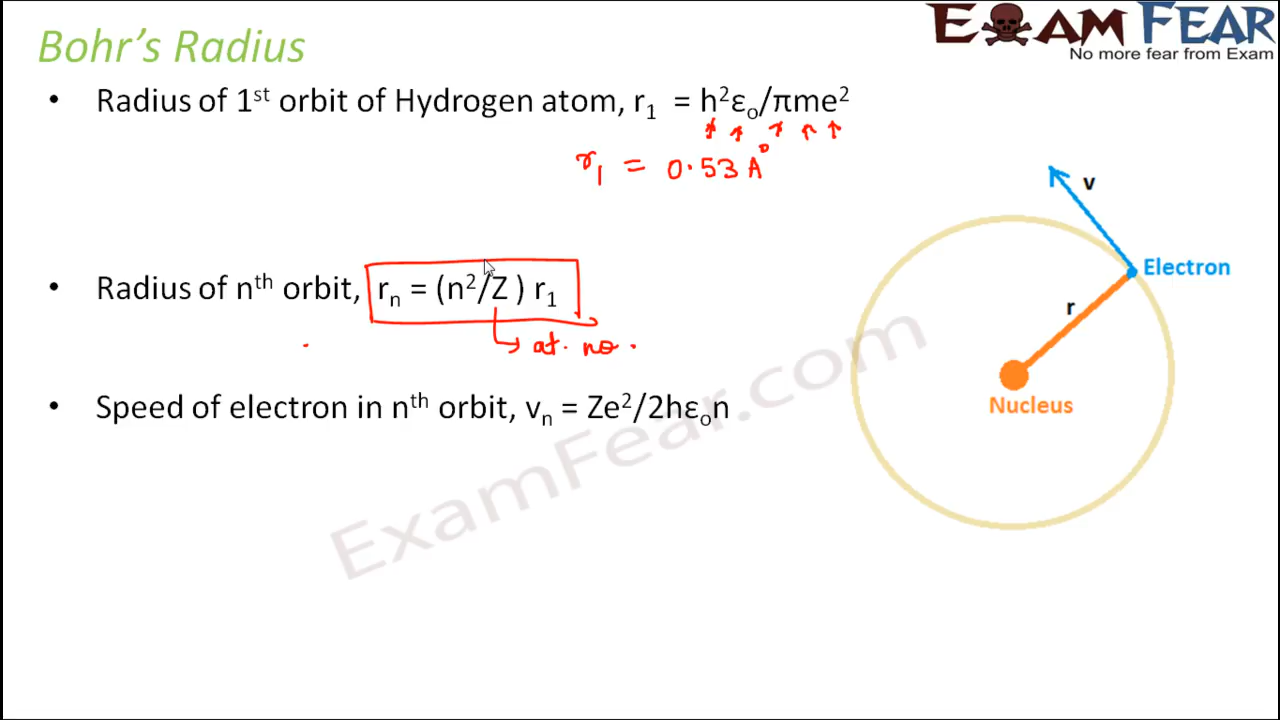 Bohr's Radius
EXAM FEAR
No more fear from Exam
• Radius of 1st orbit of Hydrogen atom, r₁ = h²εₒ/πme²
r₁ = 0.53 A°
• Radius of nth orbit, rₙ = (n²/Z ) r₁
→ at. no.
• Speed of electron in nth orbit, vₙ = Ze²/2hεₒn
v
Electron
r
Nucleus
ExamFear.com